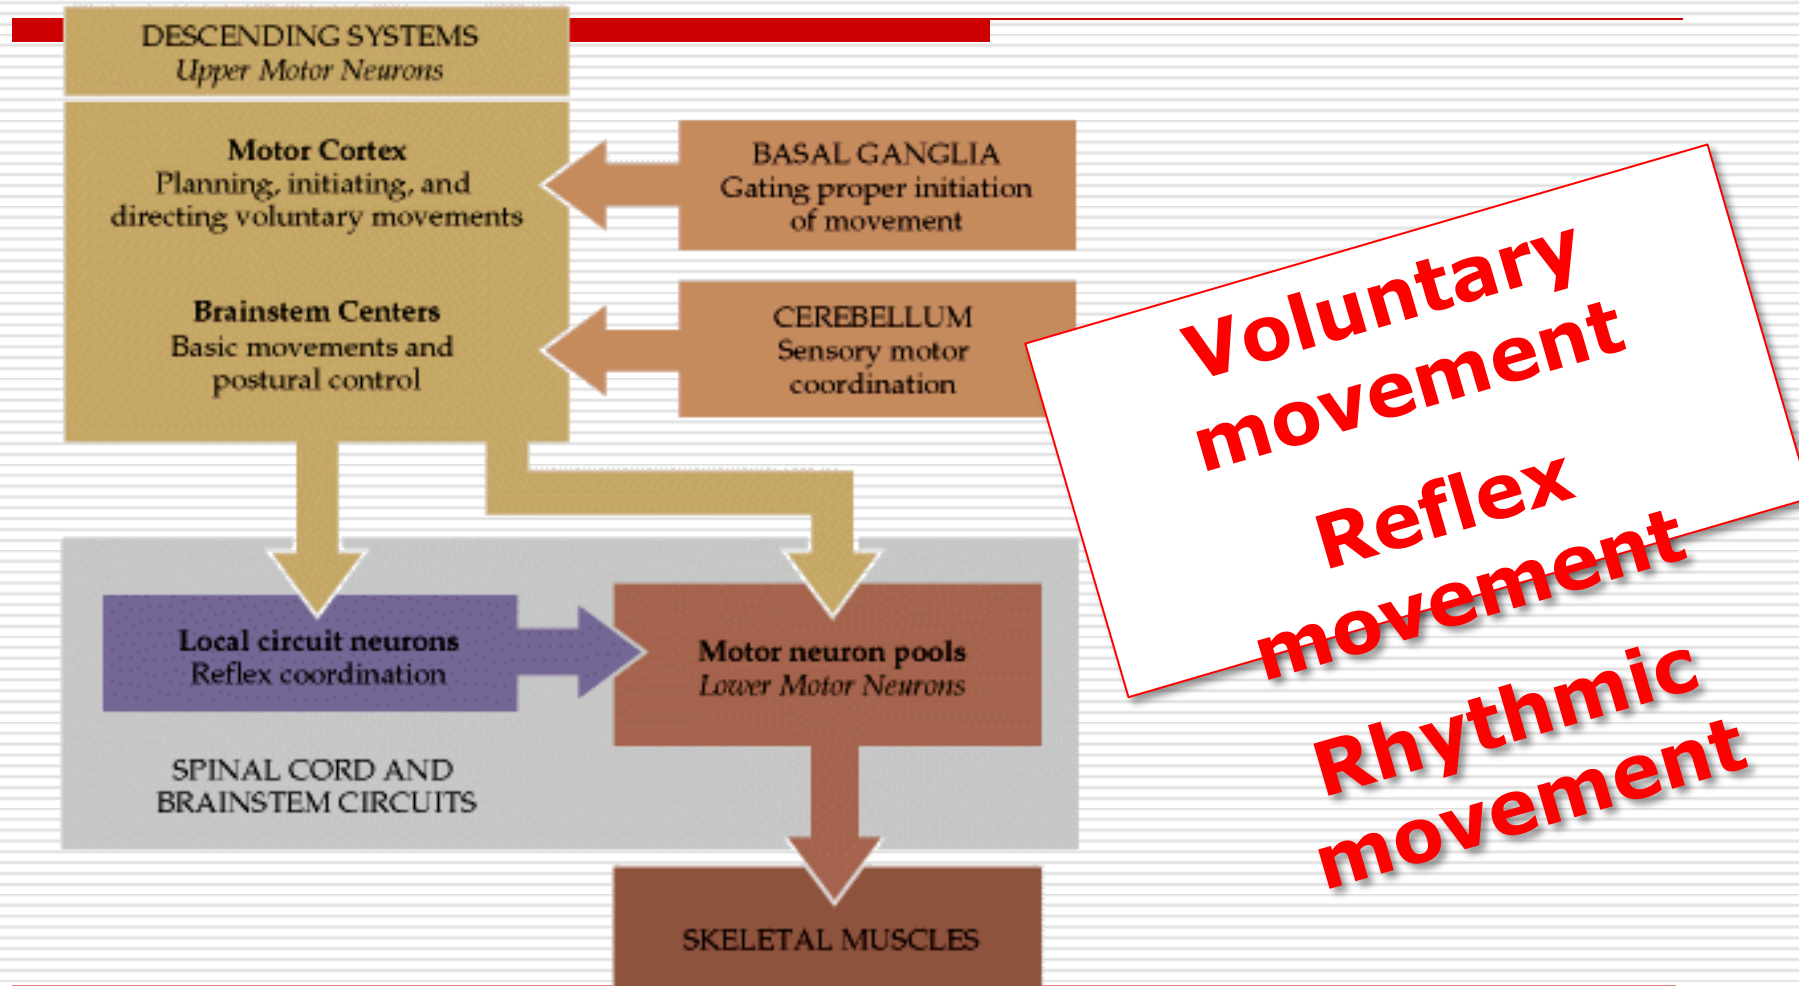 DESCENDING SYSTEMS
Upper Motor Neurons
Motor Cortex
Planning, initiating, and
directing voluntary movements
Brainstem Centers
Basic movements and
postural control
BASAL GANGLIA
Gating proper initiation
of movement
CEREBELLUM
Sensory motor
coordination
Local circuit neurons
Reflex coordination
Motor neuron pools
Lower Motor Neurons
SPINAL CORD AND
BRAINSTEM CIRCUITS
SKELETAL MUSCLES
Voluntary
movement
Reflex
movement
Rhythmic
movement